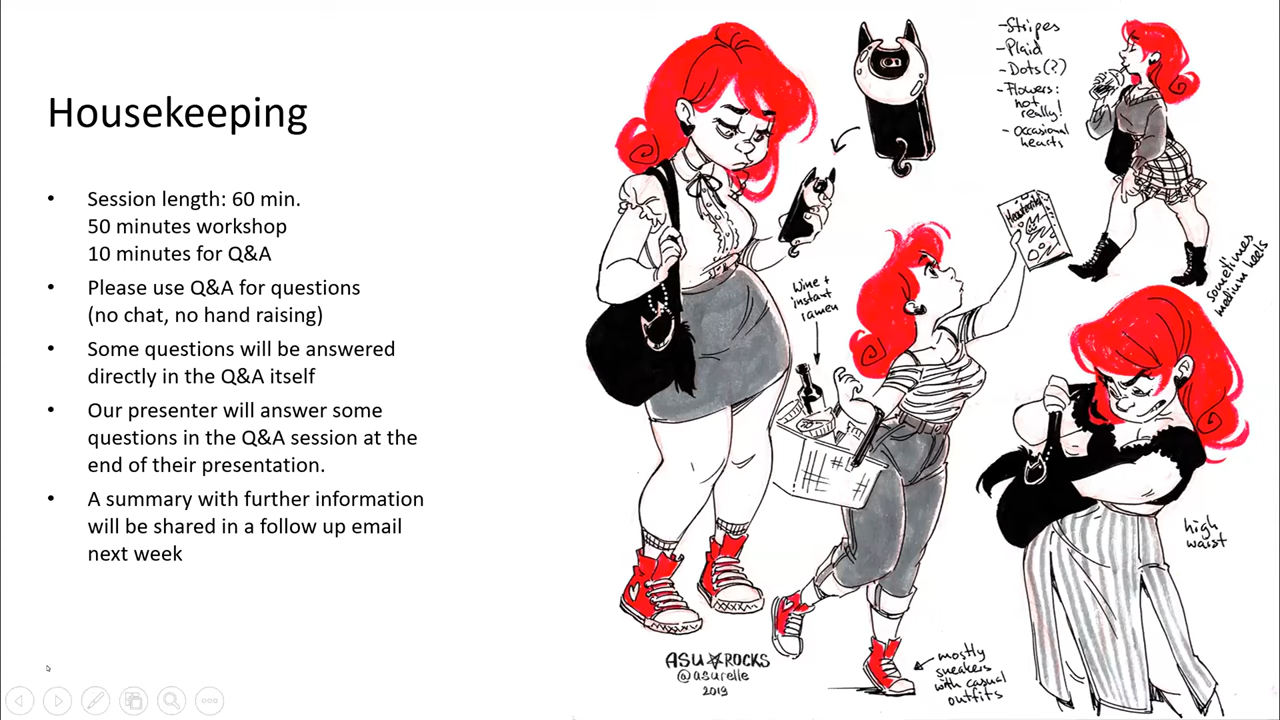 Housekeeping
• Session length: 60 min.
50 minutes workshop
10 minutes for Q&A
• Please use Q&A for questions
(no chat, no hand raising)
• Some questions will be answered
directly in the Q&A itself
• Our presenter will answer some
questions in the Q&A session at the
end of their presentation.
• A summary with further information
will be shared in a follow up email
next week
-Stripes
-Plaid
-Dots(?)
-Flowers:
not
really!
- occasional
hearts
sometimes
medium heels
Wine +
instant
ramen
high
waist
mostly
sneakers
with casual
outfits
ASU ROCKS
@asurelle
2019